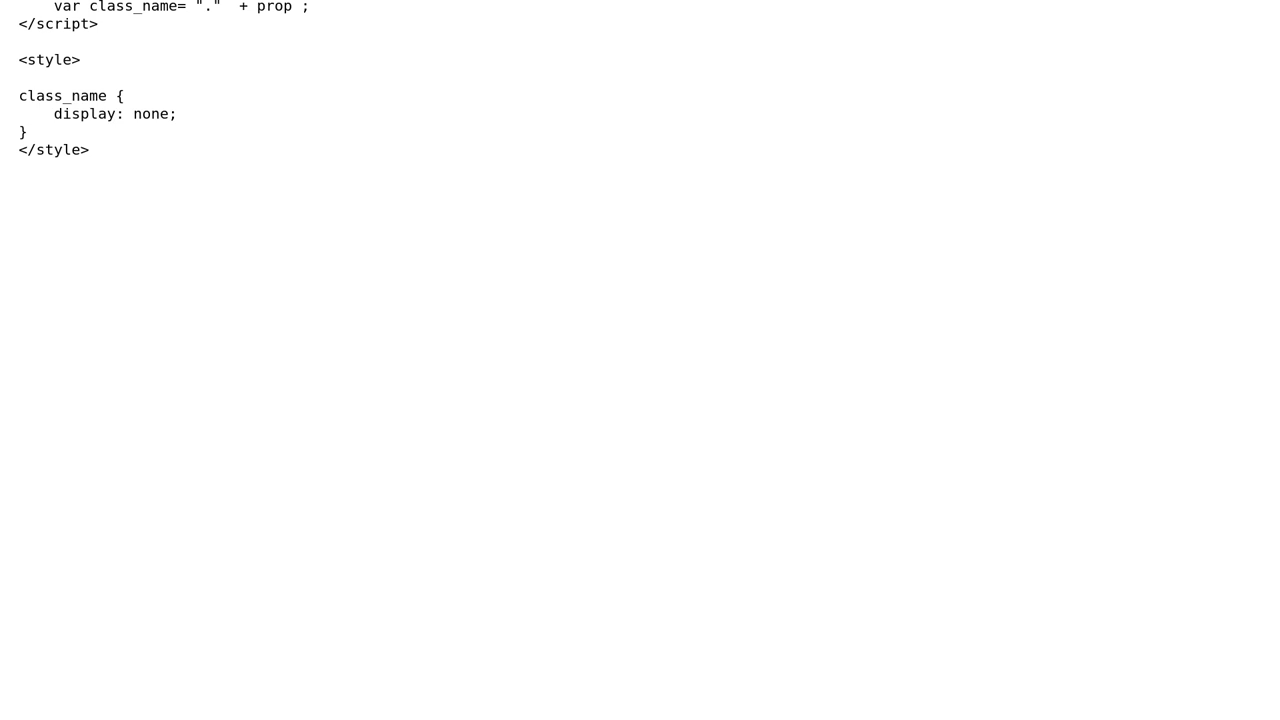 var class_name= "."  + prop ;
</script>

<style>

class_name {
    display: none;
}
</style>